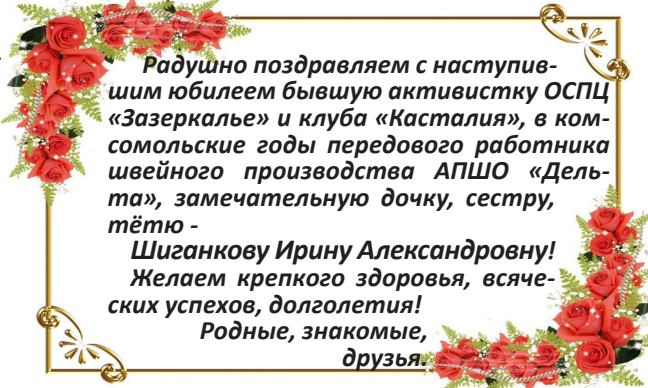 Радушно поздравляем с наступив-
шим юбилеем бывшую активистку ОСПЦ
«Зазеркалье» и клуба «Касталия», в ком-
сомольские годы передового работника
швейного производства АПШО «Дель-
та», замечательную дочку, сестру,
тётю -
Шиганкову Ирину Александровну!
Желаем крепкого здоровья, всяче-
ских успехов, долголетия!
Родные, знакомые,
друзья.